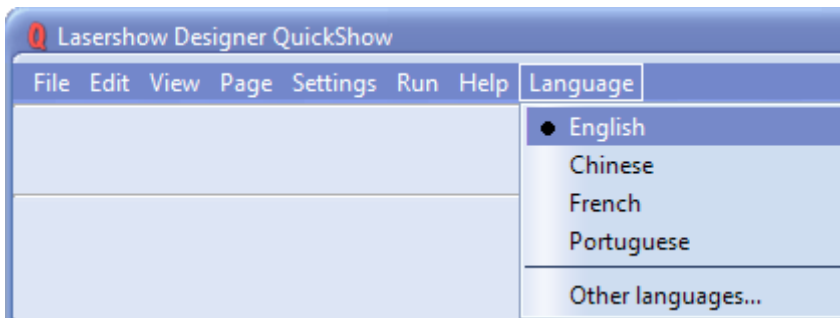 Lasershow Designer QuickShow
File Edit View Page Settings Run Help Language
English
Chinese
French
Portuguese
Other languages...